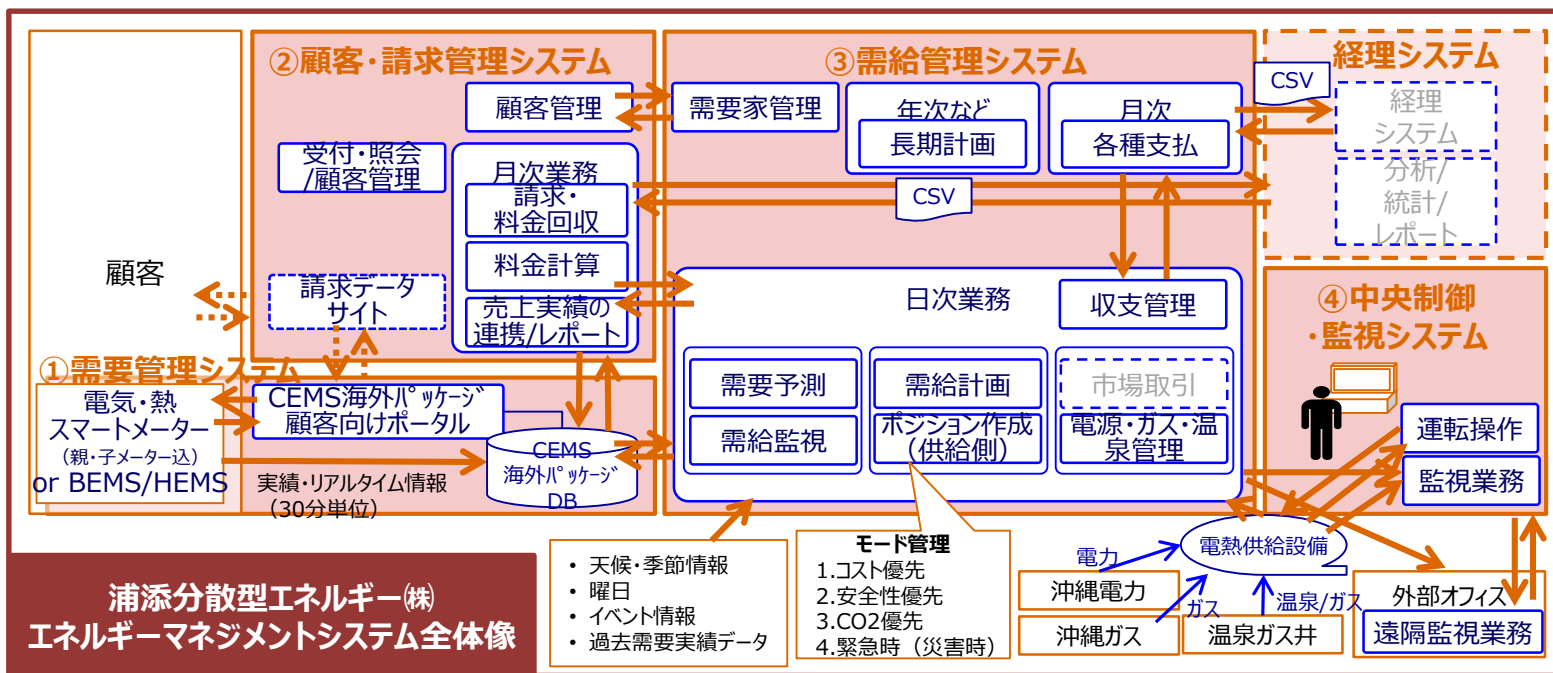 ②顧客・請求管理システム
顧客管理
受付・照会
/顧客管理
月次業務
請求・
料金回収
料金計算
売上実績の
連携/レポート
請求データ
サイト
顧客
①需要管理システム
電気・熱
スマートメーター
(親・子メーター込)
or BEMS/HEMS
CEMS海外パッケージ
顧客向けポータル
実績・リアルタイム情報
(30分単位)
CEMS
海外パッケージ
DB
③需給管理システム
需要家管理
年次など
長期計画
月次
各種支払
CSV
日次業務
収支管理
需要予測
需給監視
需給計画
ポジション作成
(供給側)
市場取引
電源・ガス・温
泉管理
経理システム
CSV
経理
システム
分析/
統計/
レポート
④中央制御
・監視システム
運転操作
監視業務
• 天候・季節情報
• 曜日
• イベント情報
• 過去需要実績データ
モード管理
1.コスト優先
2.安全性優先
3.CO2優先
4.緊急時(災害時)
電熱供給設備
電力
沖縄電力
ガス
沖縄ガス
温泉/ガス
温泉ガス井
外部オフィス
遠隔監視業務
浦添分散型エネルギー㈱
エネルギーマネジメントシステム全体像